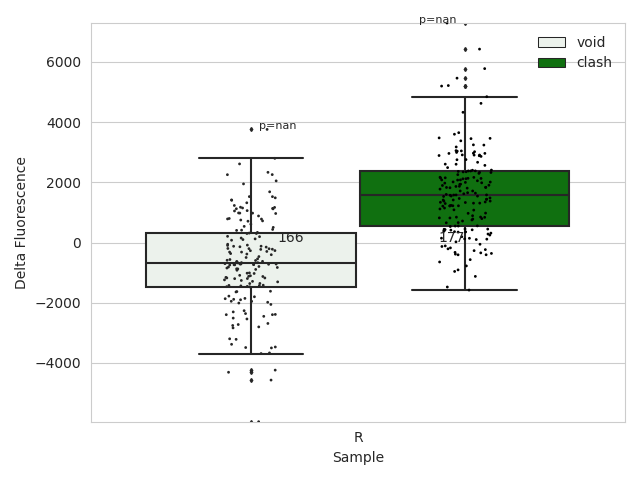 p=nan
void
clash
6000
4000
2000
0
−2000
−4000
p=nan
166
177
Delta Fluorescence
R
Sample